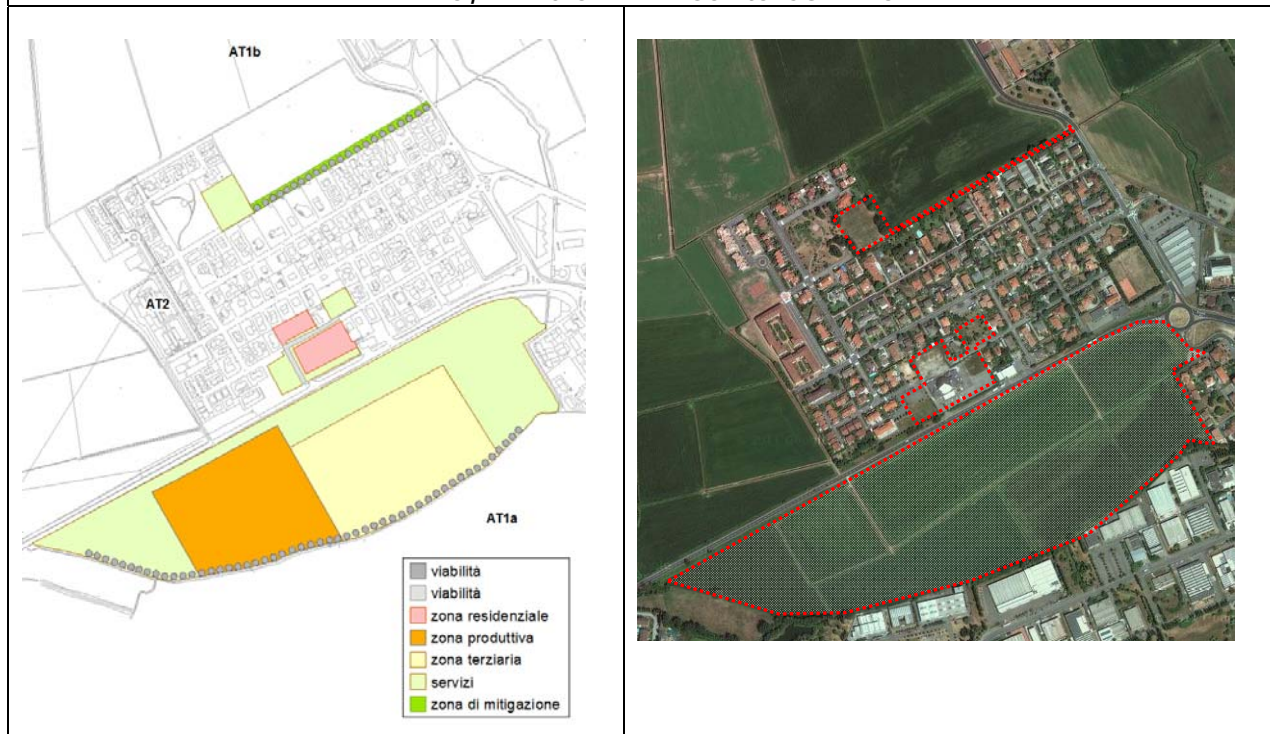 AT1b
AT2
AT1a
viabilità
viabilità
zona residenziale
zona produttiva
zona terziaria
servizi
zona di mitigazione